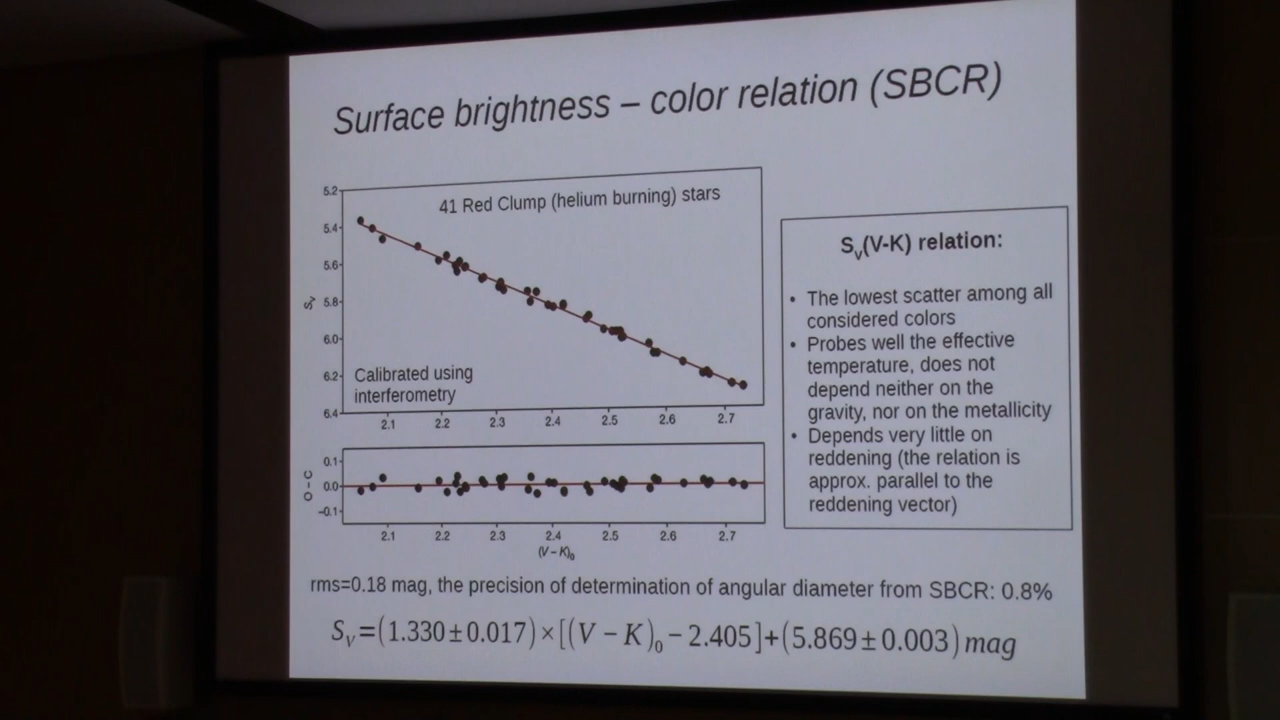 Surface brightness – color relation (SBCR)
41 Red Clump (helium burning) stars
5.2
5.4
5.6
5.8
6.0
6.2
6.4
Sv
Calibrated using
interferometry
2.1 2.2 2.3 2.4 2.5 2.6 2.7
0.1
0.0
−0.1
O – C
2.1 2.2 2.3 2.4 2.5 2.6 2.7
(V – K)₀
Sv(V-K) relation:
• The lowest scatter among all
considered colors
• Probes well the effective
temperature, does not
depend neither on the
gravity, nor on the metallicity
• Depends very little on
reddening (the relation is
approx. parallel to the
reddening vector)
rms=0.18 mag, the precision of determination of angular diameter from SBCR: 0.8%
Sv=(1.330±0.017)×[(V−K)₀−2.405]+(5.869±0.003)mag